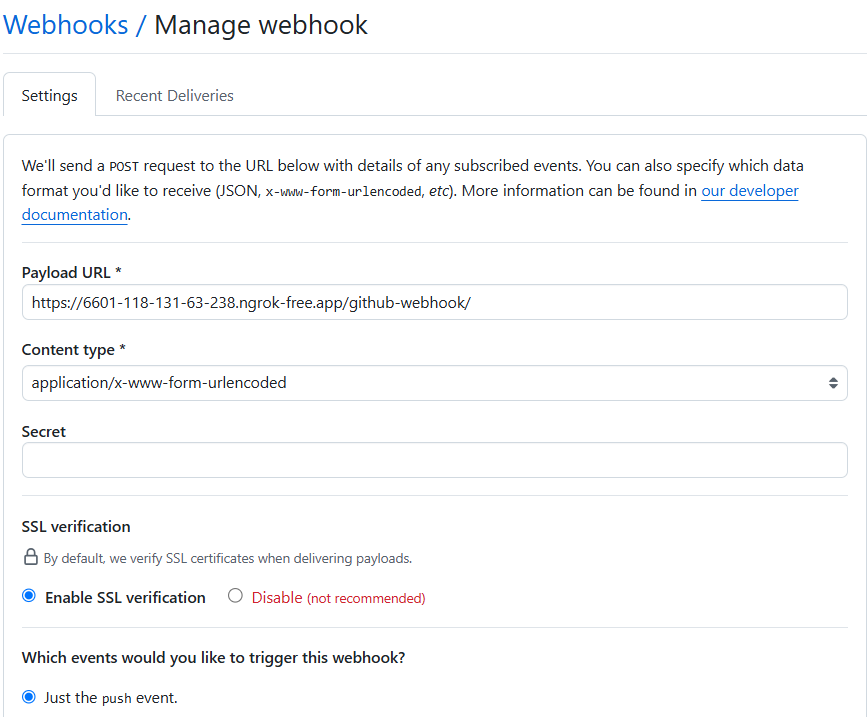 Webhooks / Manage webhook
Settings
Recent Deliveries
We'll send a POST request to the URL below with details of any subscribed events. You can also specify which data
format you'd like to receive (JSON, x-www-form-urlencoded, etc). More information can be found in our developer
documentation.
Payload URL *
https://6601-118-131-63-238.ngrok-free.app/github-webhook/
Content type *
application/x-www-form-urlencoded
Secret
SSL verification
By default, we verify SSL certificates when delivering payloads.
Enable SSL verification
Disable (not recommended)
Which events would you like to trigger this webhook?
Just the push event.